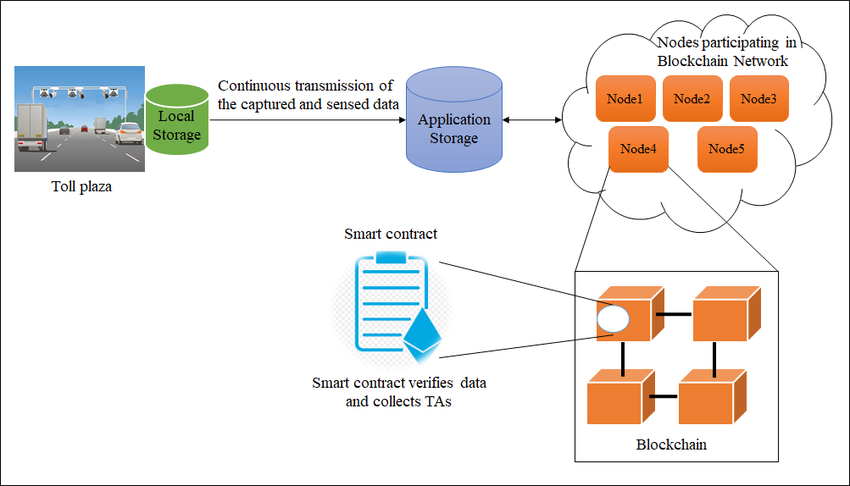 Nodes participating in
Blockchain Network
Node1
Node2
Node3
Node4
Node5
Continuous transmission of
the captured and sensed data
Local
Storage
Application
Storage
Toll plaza
Smart contract
Smart contract verifies data
and collects TAs
Blockchain